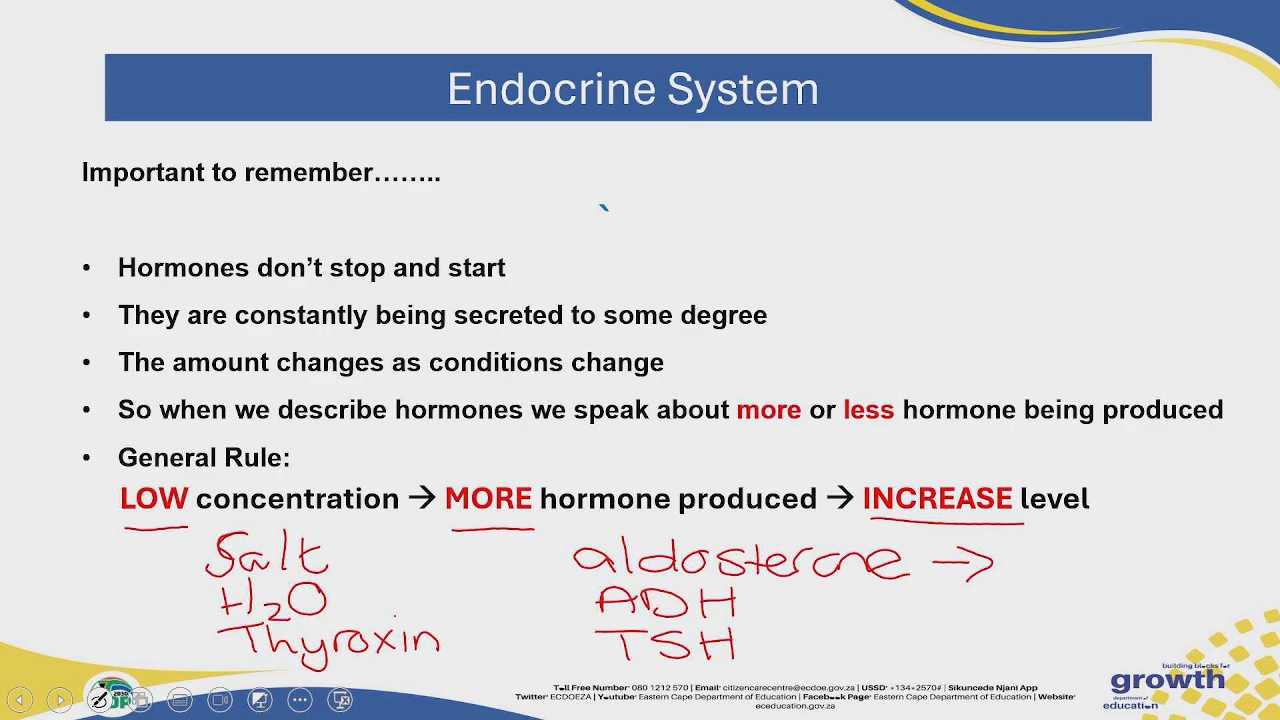 Endocrine System
Important to remember……..
• Hormones don’t stop and start
• They are constantly being secreted to some degree
• The amount changes as conditions change
• So when we describe hormones we speak about more or less hormone being produced
• General Rule:
LOW concentration → MORE hormone produced → INCREASE level
Salt aldosterone →
H₂O ADH
Thyroxin TSH
building blocks for
growth
department of
education
Toll Free Number: 080 1212 570 | Email: citizencarecentre@ecdoe.gov.za | USSD: *134*2570# | Sikuncede Njani App
Twitter: ECDOEZA | Youtube: Eastern Cape Department of Education | Facebook Page: Eastern Cape Department of Education | Website:
eceducation.gov.za